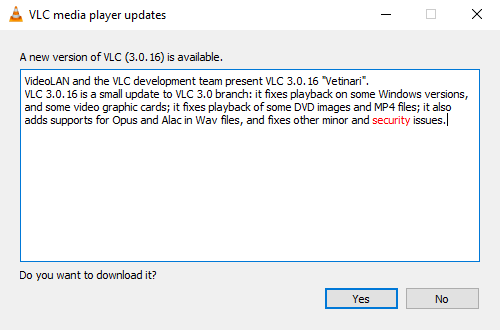 VLC media player updates
A new version of VLC (3.0.16) is available.
VideoLAN and the VLC development team present VLC 3.0.16 "Vetinari".
VLC 3.0.16 is a small update to VLC 3.0 branch: it fixes playback on some Windows versions,
and some video graphic cards; it fixes playback of some DVD images and MP4 files; it also
adds supports for Opus and Alac in Wav files, and fixes other minor and security issues.
Do you want to download it?
Yes No